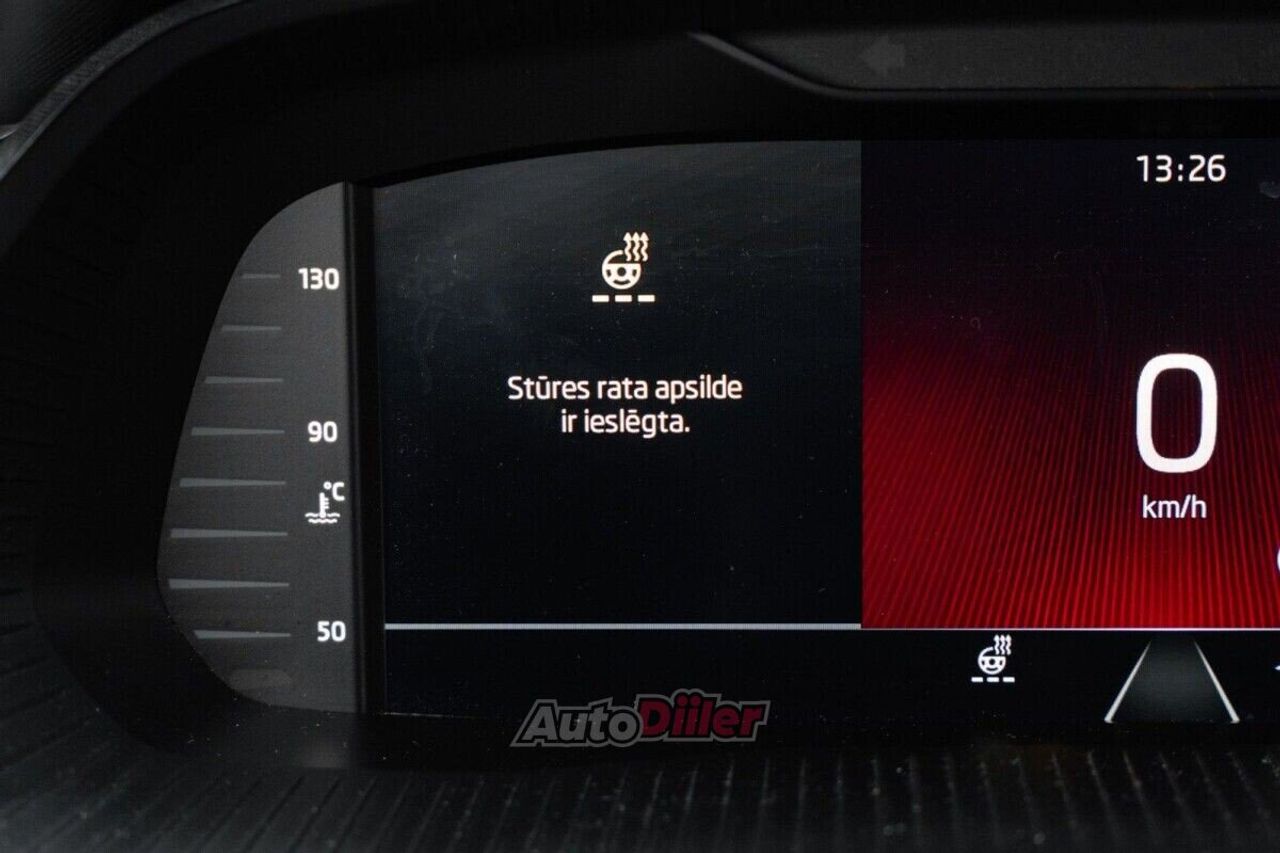 13:26
130
Stūres rata apsilde
ir ieslēgta.
90
0
°C
km/h
50
AutoDiiler